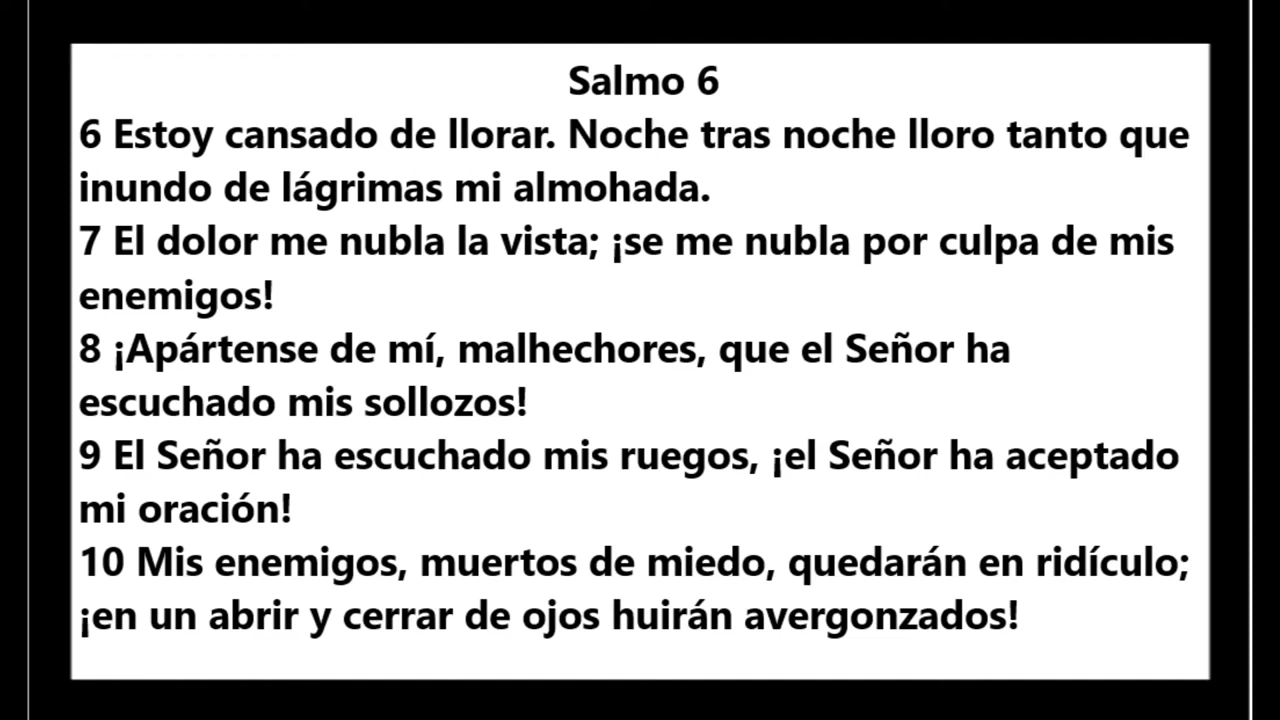 Salmo 6
6 Estoy cansado de llorar. Noche tras noche lloro tanto que
inundo de lágrimas mi almohada.
7 El dolor me nubla la vista; ¡se me nubla por culpa de mis
enemigos!
8 ¡Apártense de mí, malhechores, que el Señor ha
escuchado mis sollozos!
9 El Señor ha escuchado mis ruegos, ¡el Señor ha aceptado
mi oración!
10 Mis enemigos, muertos de miedo, quedarán en ridículo;
¡en un abrir y cerrar de ojos huirán avergonzados!